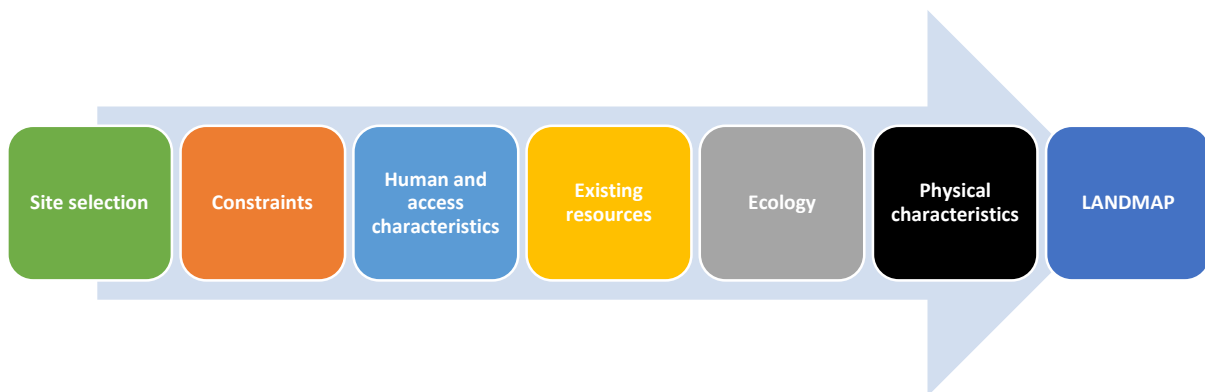 Site selection
Constraints
Human and
access
characteristics
Existing
resources
Ecology
Physical
characteristics
LANDMAP